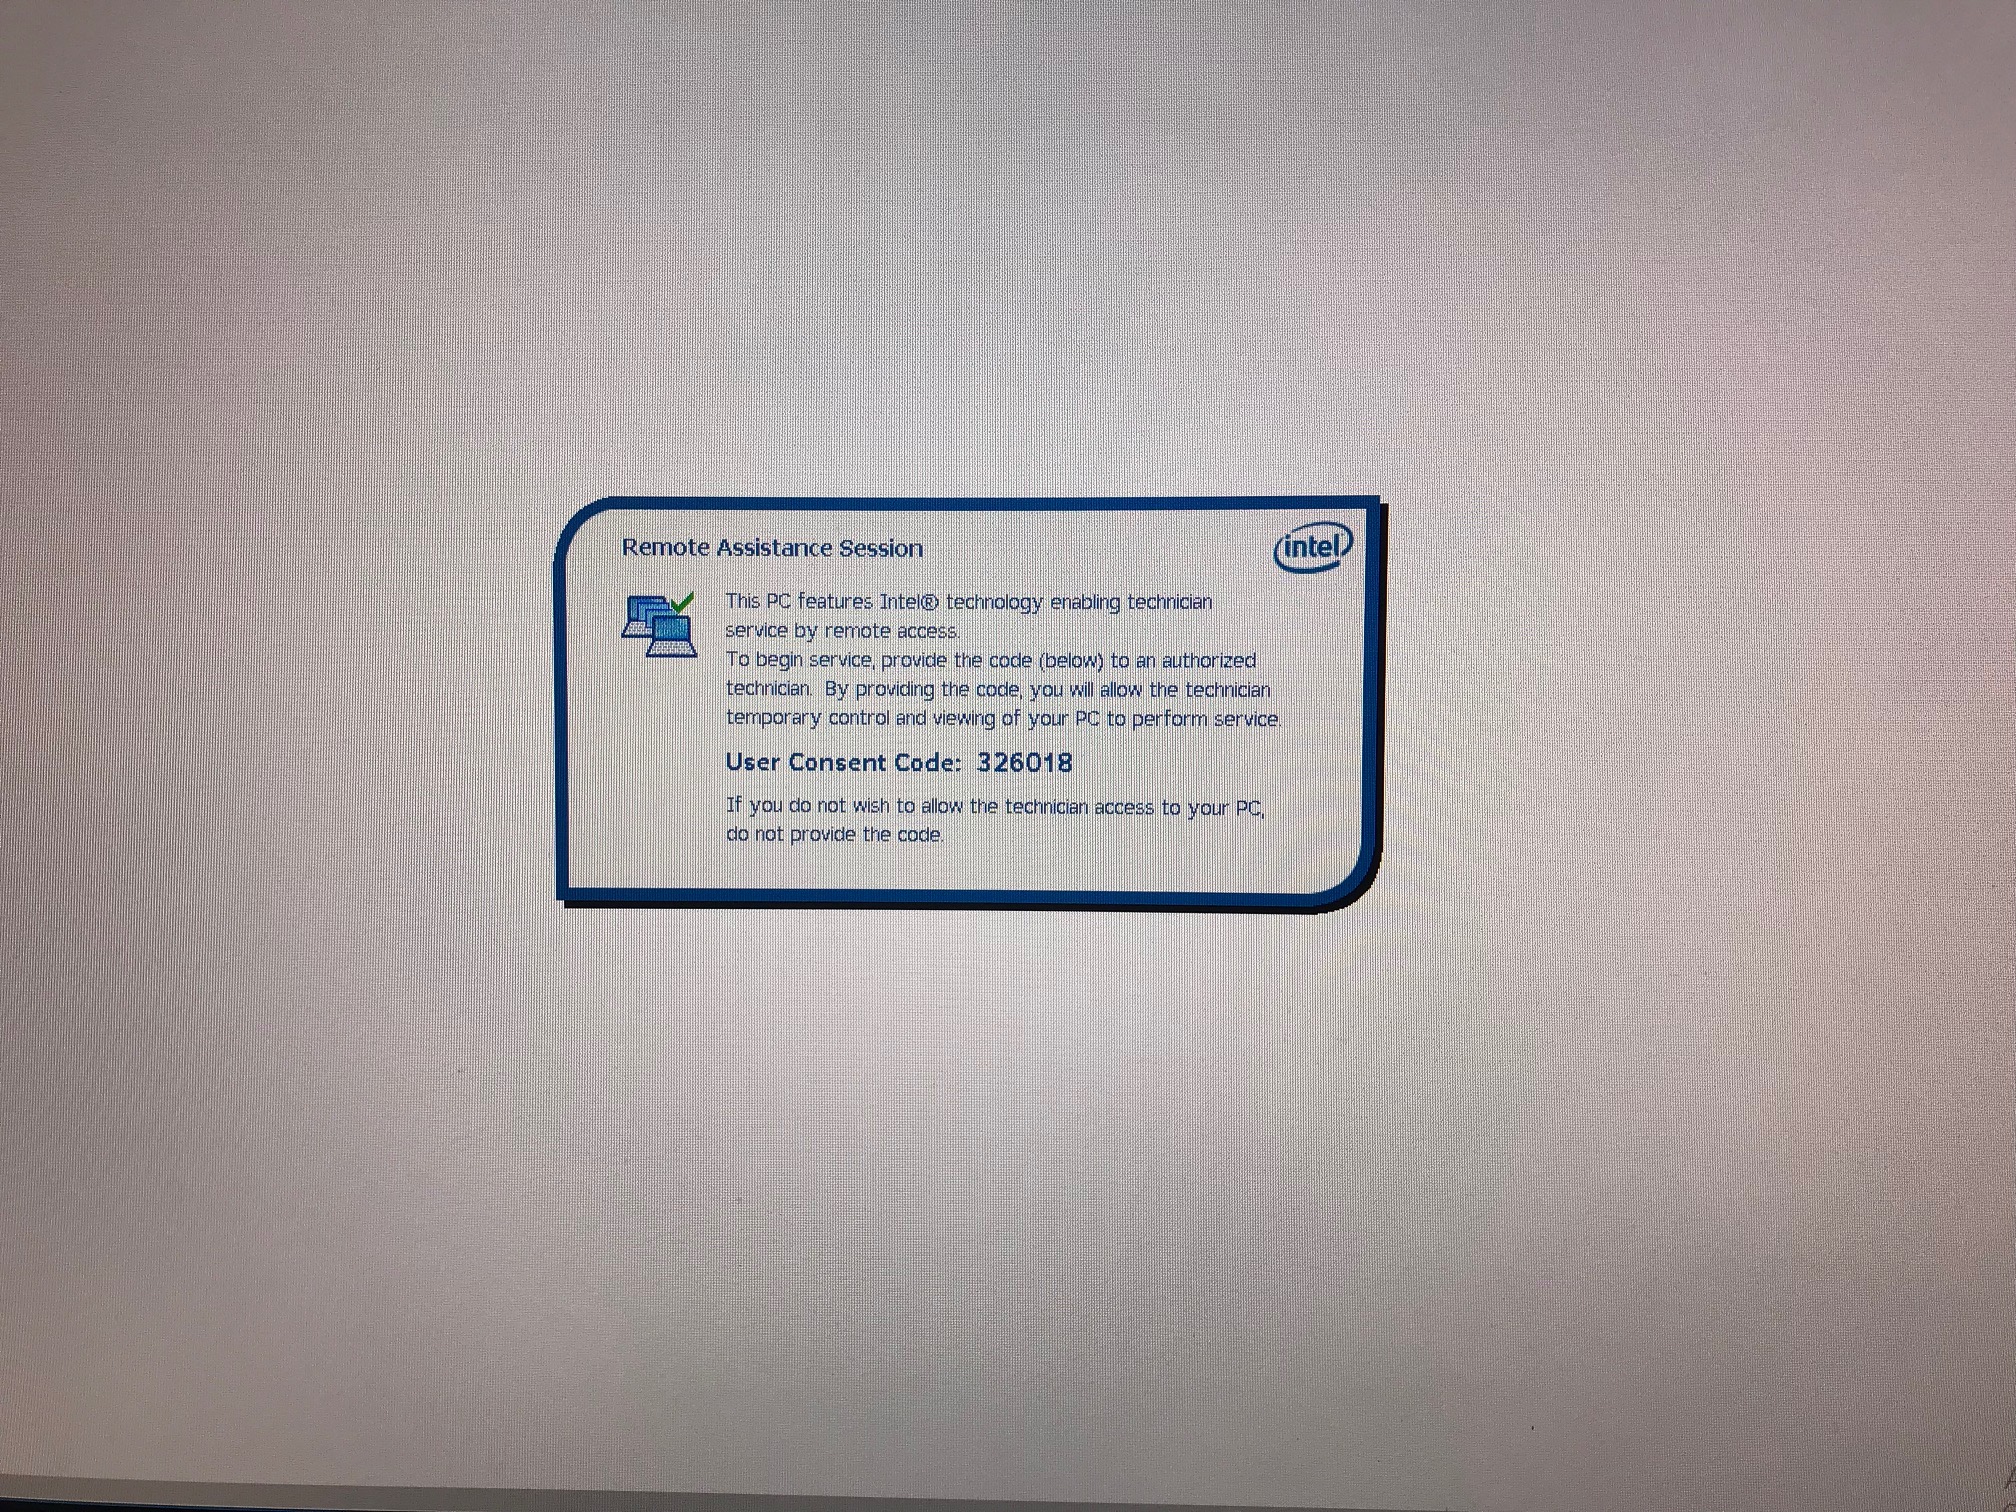 Remote Assistance Session
intel
This PC features Intel® technology enabling technician
service by remote access.
To begin service, provide the code (below) to an authorized
technician. By providing the code, you will allow the technician
temporary control and viewing of your PC to perform service.
User Consent Code: 326018
If you do not wish to allow the technician access to your PC,
do not provide the code.